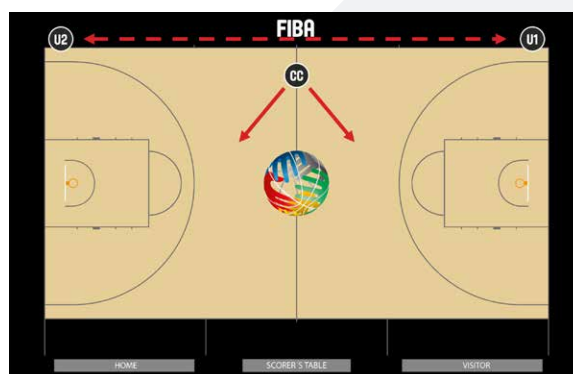 FIBA
U2
U1
CC
HOME
SCORER´S TABLE
VISITOR